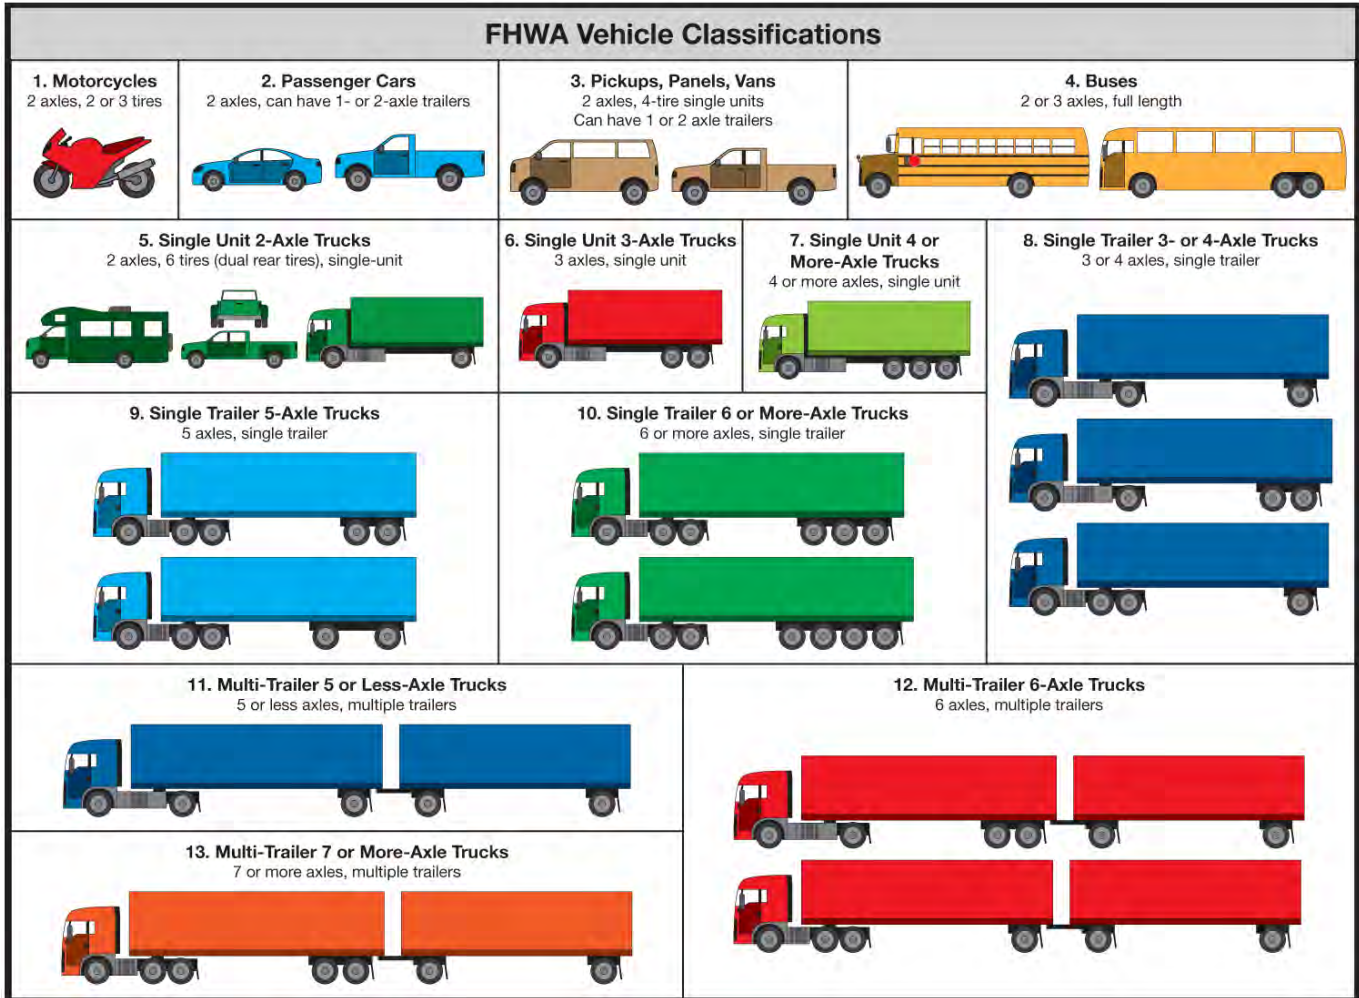 FHWA Vehicle Classifications
1. Motorcycles
2 axles, 2 or 3 tires
2. Passenger Cars
2 axles, can have 1- or 2-axle trailers
3. Pickups, Panels, Vans
2 axles, 4-tire single units
Can have 1 or 2 axle trailers
4. Buses
2 or 3 axles, full length
5. Single Unit 2-Axle Trucks
2 axles, 6 tires (dual rear tires), single-unit
6. Single Unit 3-Axle Trucks
3 axles, single unit
7. Single Unit 4 or
More-Axle Trucks
4 or more axles, single unit
8. Single Trailer 3- or 4-Axle Trucks
3 or 4 axles, single trailer
9. Single Trailer 5-Axle Trucks
5 axles, single trailer
10. Single Trailer 6 or More-Axle Trucks
6 or more axles, single trailer
11. Multi-Trailer 5 or Less-Axle Trucks
5 or less axles, multiple trailers
12. Multi-Trailer 6-Axle Trucks
6 axles, multiple trailers
13. Multi-Trailer 7 or More-Axle Trucks
7 or more axles, multiple trailers